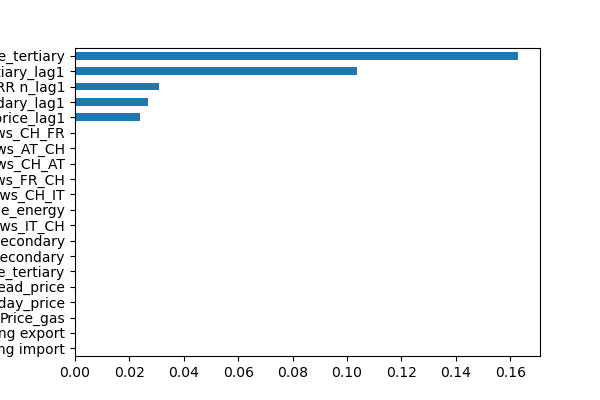 e_tertiary
tiary_lag1
RR n_lag1
dary_lag1
price_lag1
ws_CH_FR
ws_AT_CH
ws_CH_AT
ws_FR_CH
ws_CH_IT
e_energy
ws_IT_CH
econdary
econdary
e_tertiary
ead_price
day_price
Price_gas
ng export
ng import
0.00 0.02 0.04 0.06 0.08 0.10 0.12 0.14 0.16